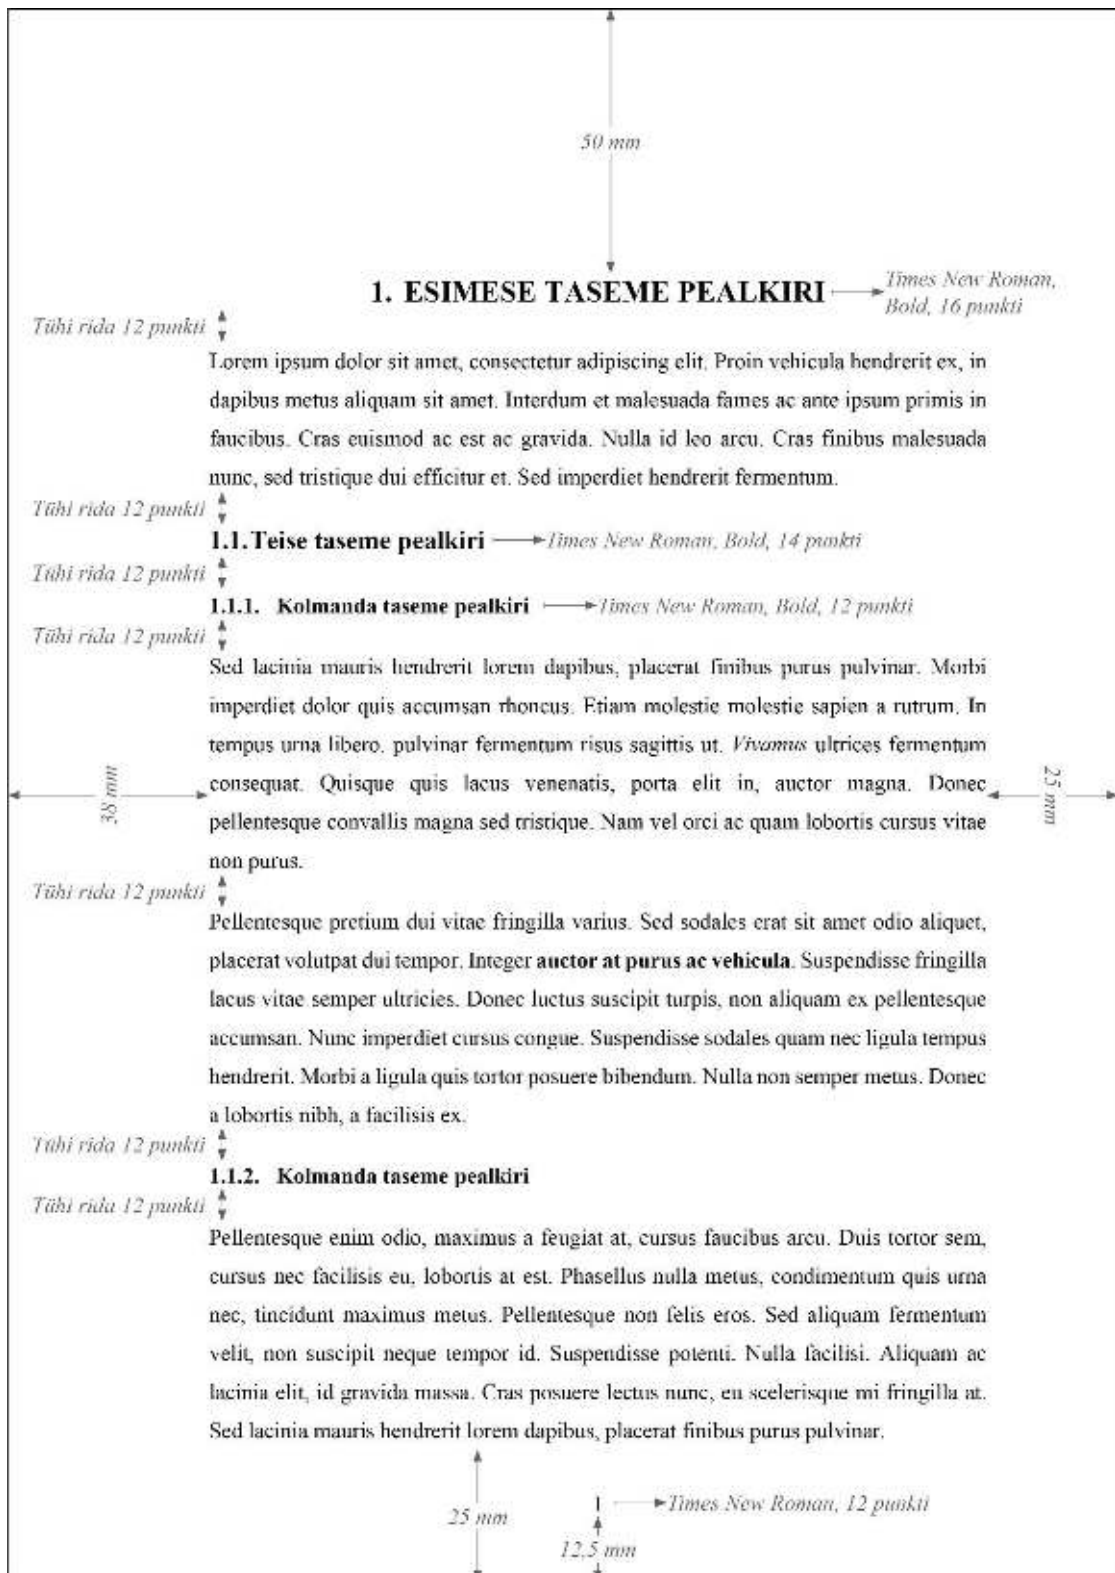 50 mm
1. ESIMESE TASEME PEALKIRI
Times New Roman,
Bold, 16 punkti
Tühi rida 12 punkti
Lorem ipsum dolor sit amet, consectetur adipiscing elit. Proin vehicula hendrerit ex, in
dapibus metus aliquam sit amet. Interdum et malesuada fames ac ante ipsum primis in
faucibus. Cras euismod ac est ac gravida. Nulla id leo arcu. Cras finibus malesuada
nunc, sed tristique dui efficitur et. Sed imperdiet hendrerit fermentum.
Tühi rida 12 punkti
1.1. Teise taseme pealkiri Times New Roman, Bold, 14 punkti
Tühi rida 12 punkti
1.1.1. Kolmanda taseme pealkiri Times New Roman, Bold, 12 punkti
Tühi rida 12 punkti
Sed lacinia mauris hendrerit lorem dapibus, placerat finibus purus pulvinar. Morbi
imperdiet dolor quis accumsan rhoncus. Etiam molestie molestie sapien a rutrum. In
tempus urna libero, pulvinar fermentum risus sagittis ut. Vivamus ultrices fermentum
consequat. Quisque quis lacus venenatis, porta elit in, auctor magna. Donec
38 mm
25 mm
pellentesque convallis magna sed tristique. Nam vel orci ac quam lobortis cursus vitae
non purus.
Tühi rida 12 punkti
Pellentesque pretium dui vitae fringilla varius. Sed sodales erat sit amet odio aliquet,
placerat volutpat dui tempor. Integer auctor at purus ac vehicula. Suspendisse fringilla
lacus vitae semper ultricies. Donec luctus suscipit turpis, non aliquam ex pellentesque
accumsan. Nunc imperdiet cursus congue. Suspendisse sodales quam nec ligula tempus
hendrerit. Morbi a ligula quis tortor posuere bibendum. Nulla non semper metus. Donec
a lobortis nibh, a facilisis ex.
Tühi rida 12 punkti
1.1.2. Kolmanda taseme pealkiri
Tühi rida 12 punkti
Pellentesque enim odio, maximus a feugiat at, cursus faucibus arcu. Duis tortor sem,
cursus nec facilisis eu, lobortis at est. Phasellus nulla metus, condimentum quis urna
nec, tincidunt maximus metus. Pellentesque non felis eros. Sed aliquam fermentum
velit, non suscipit neque tempor id. Suspendisse potenti. Nulla facilisi. Aliquam ac
lacinia elit, id gravida massa. Cras posuere lectus nunc, eu scelerisque mi fringilla at.
Sed lacinia mauris hendrerit lorem dapibus, placerat finibus purus pulvinar.
1 Times New Roman, 12 punkti
25 mm
12,5 mm